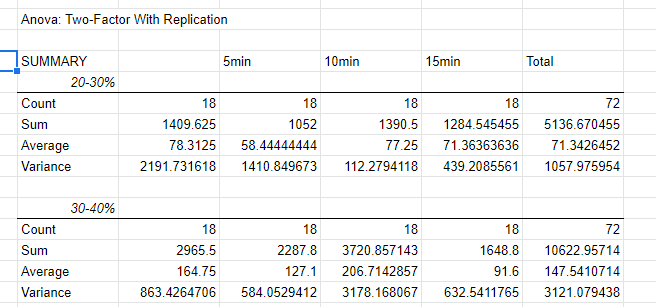 Anova: Two-Factor With Replication
SUMMARY 5min 10min 15min Total
20-30%
Count 18 18 18 18 72
Sum 1409.625 1052 1390.5 1284.545455 5136.670455
Average 78.3125 58.44444444 77.25 71.36363636 71.3426452
Variance 2191.731618 1410.849673 112.2794118 439.2085561 1057.975954
30-40%
Count 18 18 18 18 72
Sum 2965.5 2287.8 3720.857143 1648.8 10622.95714
Average 164.75 127.1 206.7142857 91.6 147.5410714
Variance 863.4264706 584.0529412 3178.168067 632.5411765 3121.079438